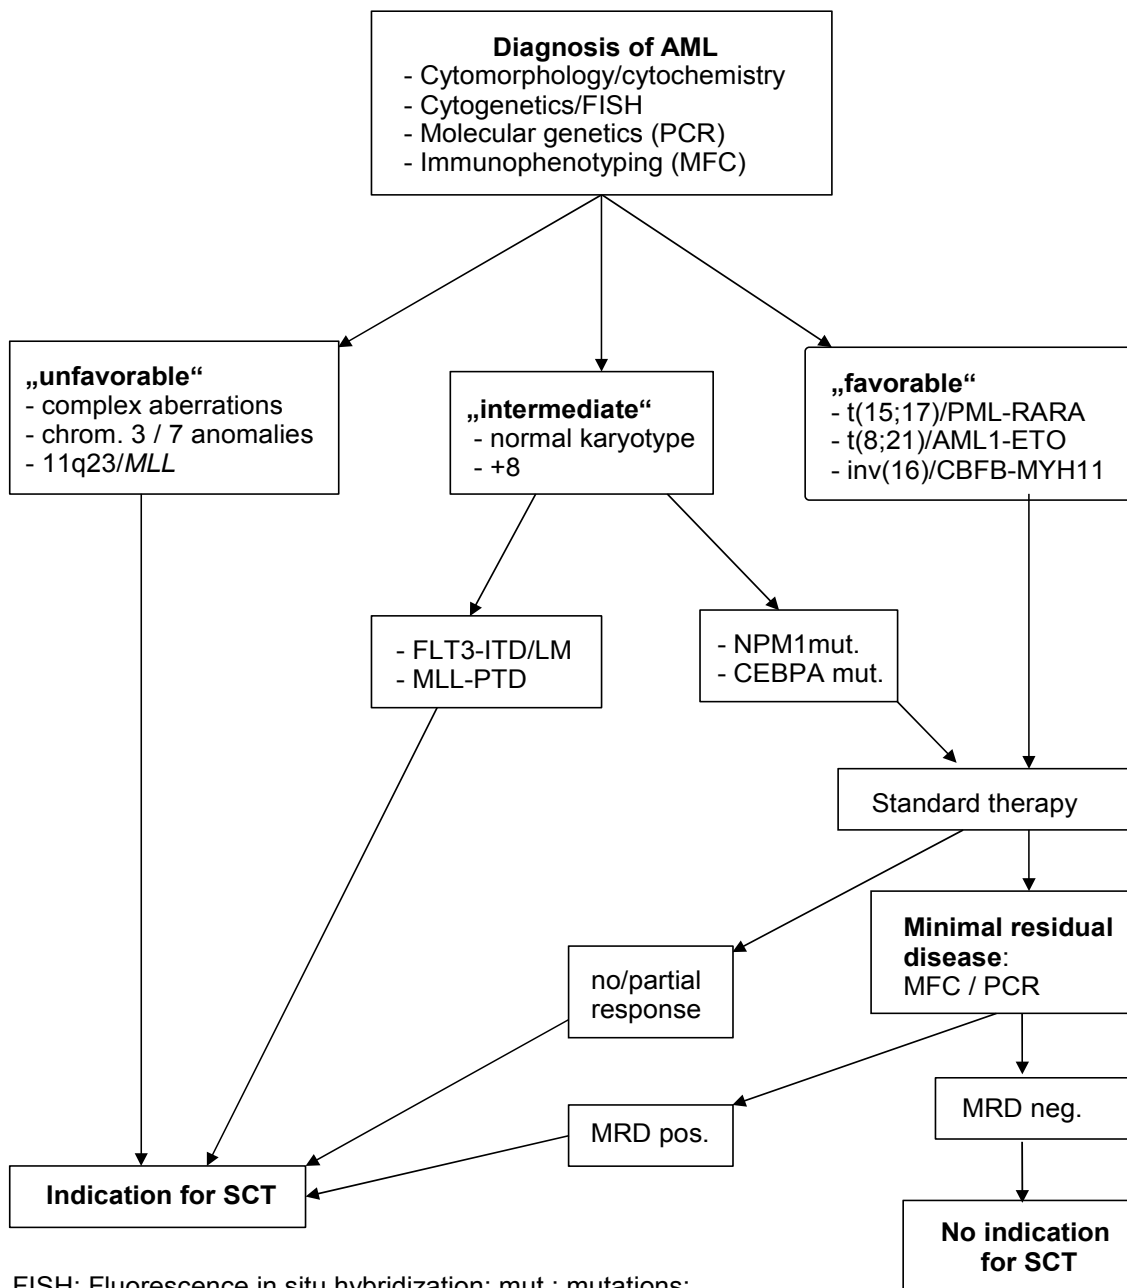 Diagnosis of AML
- Cytomorphology/cytochemistry
- Cytogenetics/FISH
- Molecular genetics (PCR)
- Immunophenotyping (MFC)
„unfavorable“
- complex aberrations
- chrom. 3 / 7 anomalies
- 11q23/MLL
„intermediate“
- normal karyotype
- +8
„favorable“
- t(15;17)/PML-RARA
- t(8;21)/AML1-ETO
- inv(16)/CBFB-MYH11
- FLT3-ITD/LM
- MLL-PTD
- NPM1mut.
- CEBPA mut.
Standard therapy
Minimal residual
disease:
MFC / PCR
no/partial
response
MRD neg.
MRD pos.
Indication for SCT
No indication
for SCT
FISH: Fluorescence in situ hybridization; mut.: mutations;